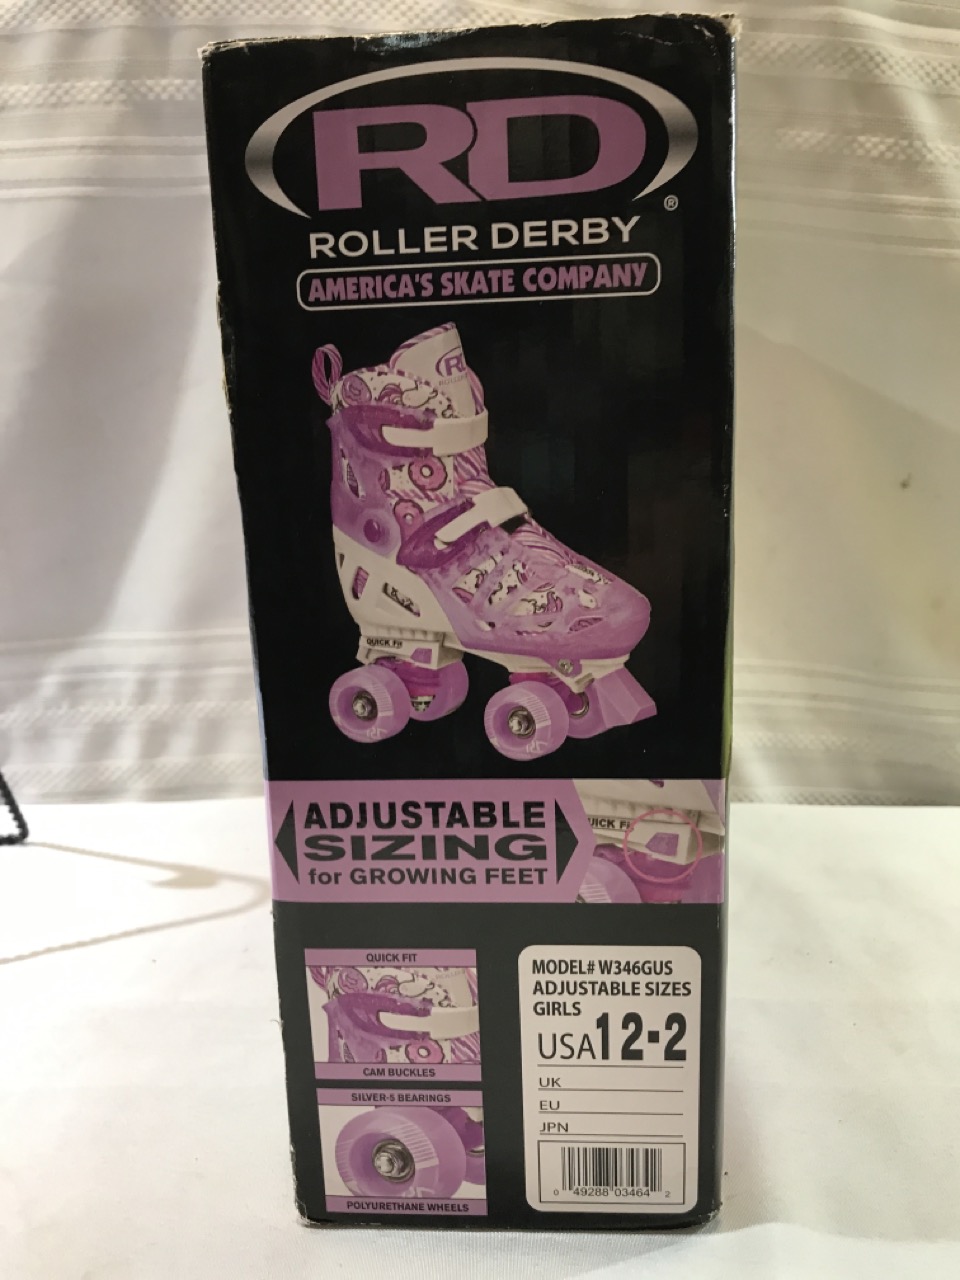 RD
®
ROLLER DERBY
AMERICA'S SKATE COMPANY
RD
QUICK FIT
ADJUSTABLE
SIZING
for GROWING FEET
UICK FI
QUICK FIT
CAM BUCKLES
SILVER-5 BEARINGS
POLYURETHANE WHEELS
MODEL# W346GUS
ADJUSTABLE SIZES
GIRLS
USA 12-2
UK
EU
JPN
0 49288 03464 2